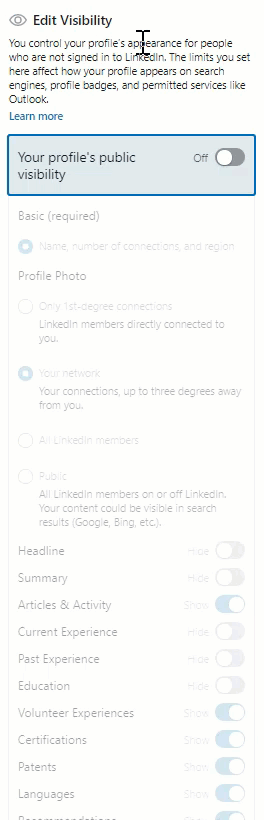 Edit Visibility
You control your profile's appearance for people
who are not signed in to LinkedIn. The limits you set
here affect how your profile appears on search
engines, profile badges, and permitted services like
Outlook.
Learn more
Your profile's public
visibility
Off
Basic (required)
Name, number of connections, and region
Profile Photo
Only 1st-degree connections
LinkedIn members directly connected to
you.
Your network
Your connections, up to three degrees away
from you.
All LinkedIn members
Public
All LinkedIn members on or off LinkedIn.
Your content could be visible in search
results (Google, Bing, etc.).
Headline Hide
Summary Hide
Articles & Activity Show
Current Experience Hide
Past Experience Hide
Education Hide
Volunteer Experiences Show
Certifications Show
Patents Show
Languages Show